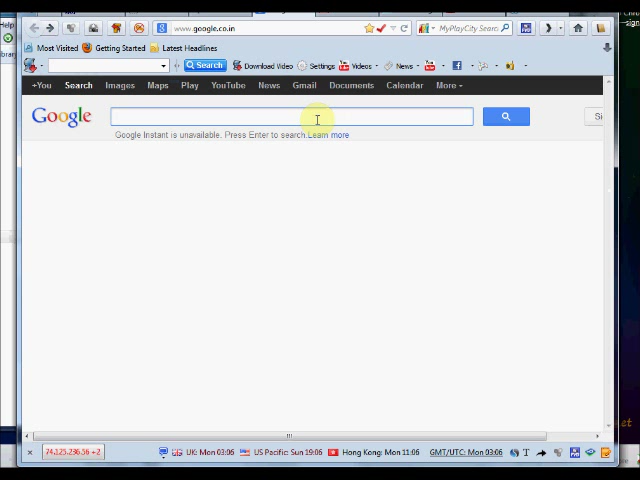 Help
www.google.co.in
MyPlayCity Searc
Most Visited Getting Started Latest Headlines
Search Download Video Settings Videos News
+You Search Images Maps Play YouTube News Gmail Documents Calendar More
Google
Google Instant is unavailable. Press Enter to search.Learn more
74.125.236.56 +2 UK: Mon 03:06 US Pacific: Sun 19:06 Hong Kong: Mon 11:06 GMT/UTC: Mon 03:06